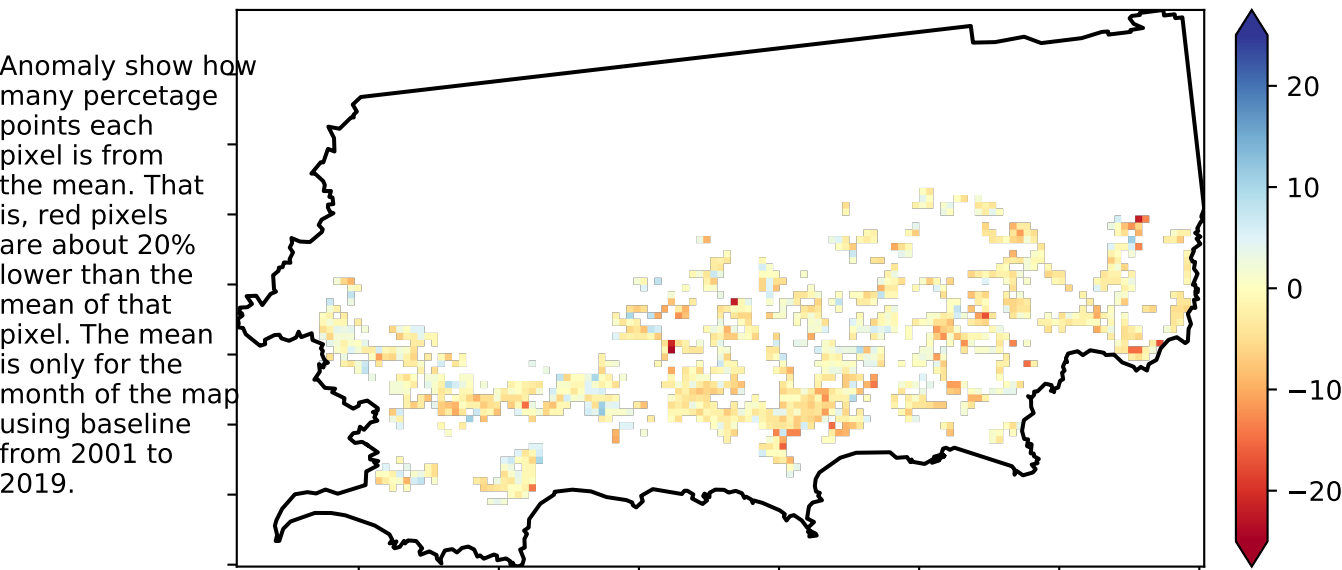 Anomaly show how
many percetage
points each
pixel is from
the mean. That
is, red pixels
are about 20%
lower than the
mean of that
pixel. The mean
is only for the
month of the map
using baseline
from 2001 to
2019.
20
10
0
−10
−20